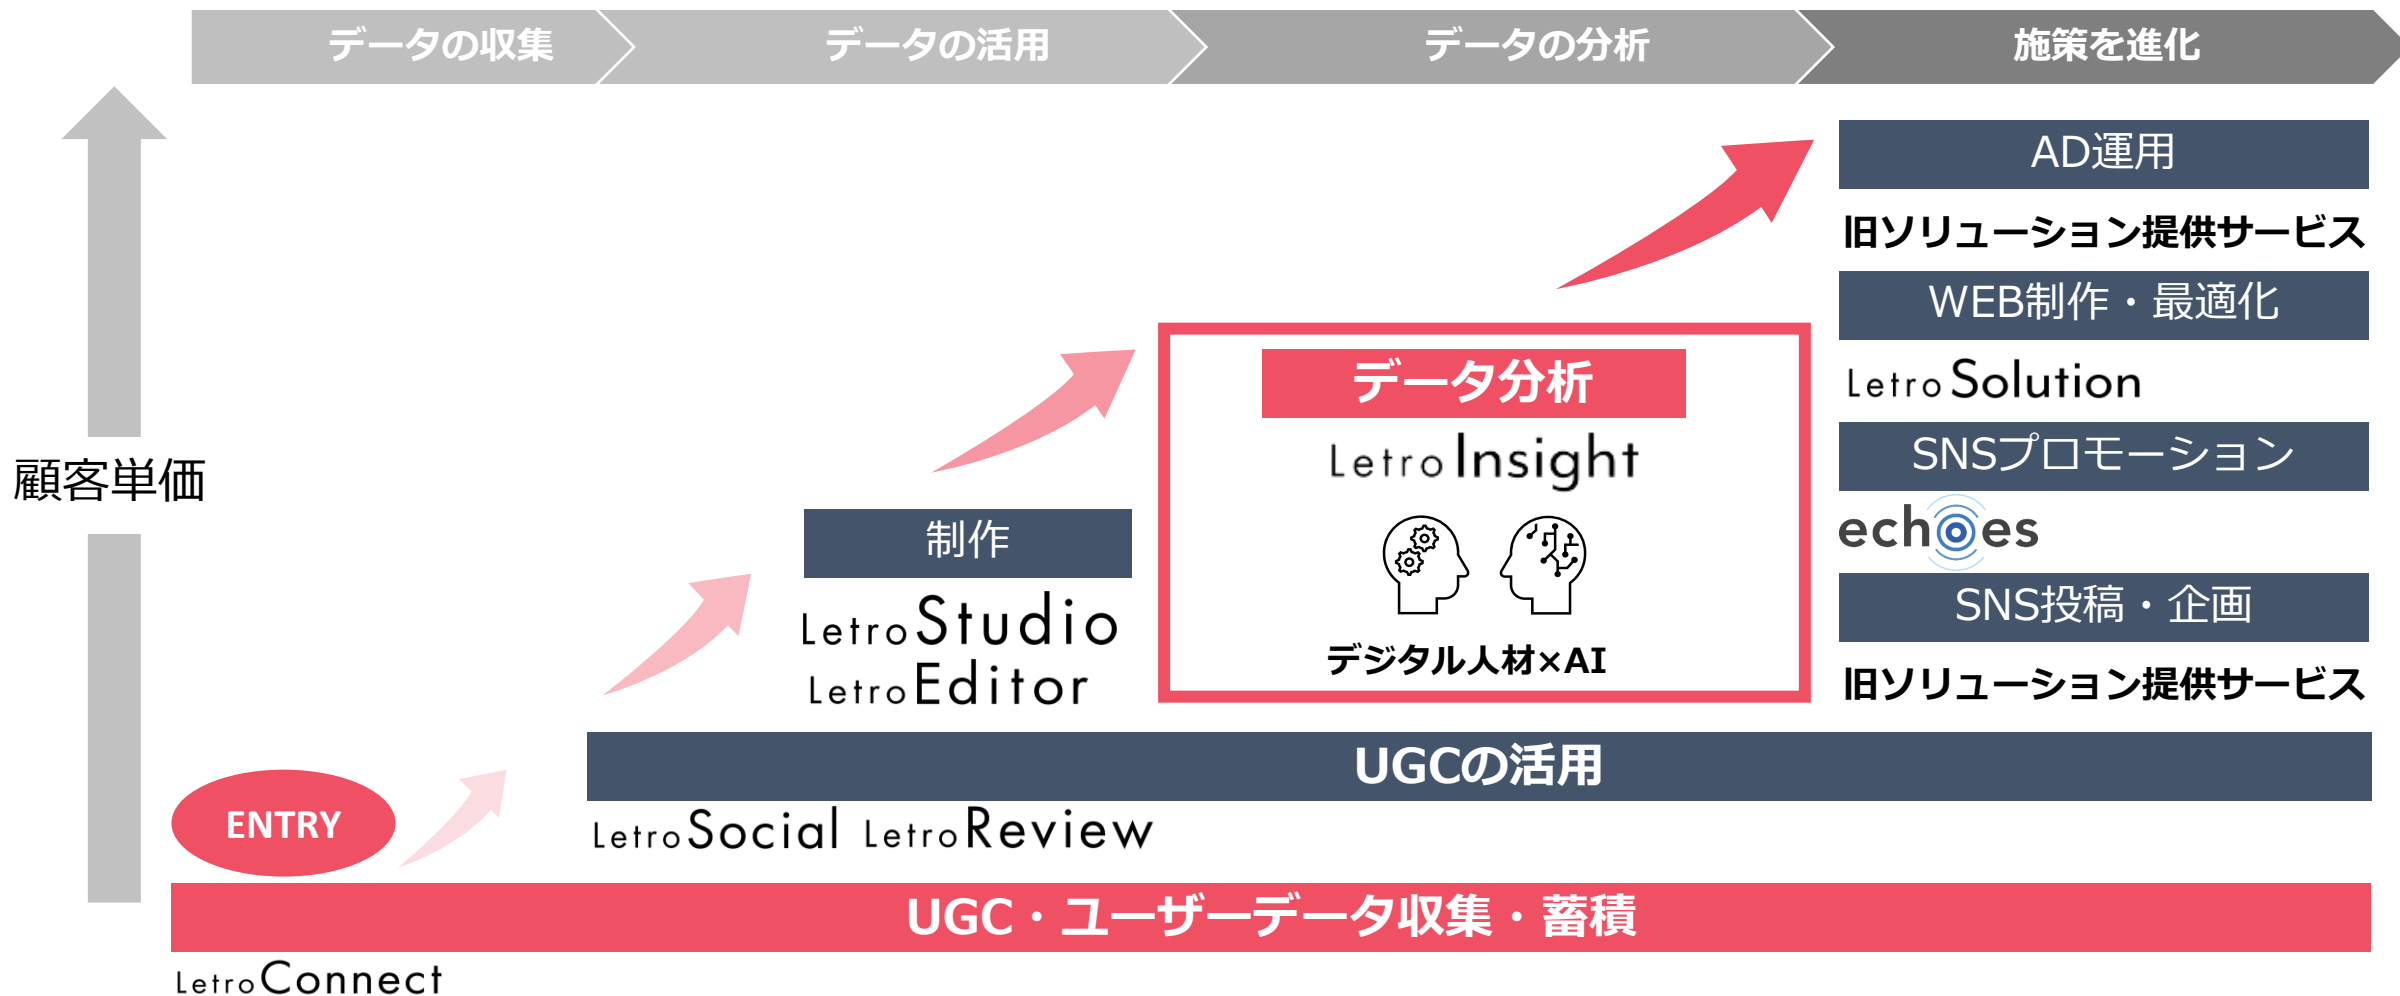 データの収集
データの活用
データの分析
施策を進化
顧客単価
AD運用
旧ソリューション提供サービス
WEB制作・最適化
Letro Solution
SNSプロモーション
echoes
SNS投稿・企画
旧ソリューション提供サービス
データ分析
Letro Insight
デジタル人材×AI
制作
Letro Studio
Letro Editor
UGCの活用
Letro Social Letro Review
ENTRY
UGC・ユーザーデータ収集・蓄積
Letro Connect